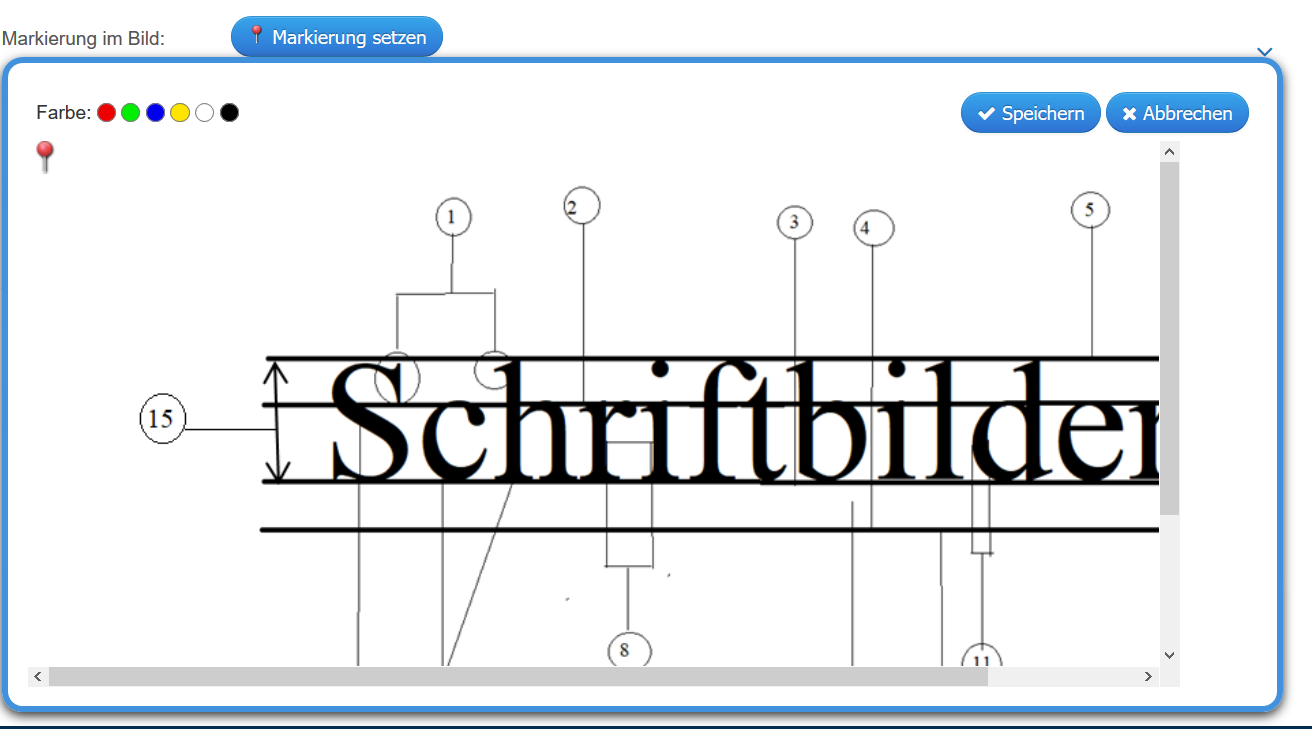 Markierung im Bild: Markierung setzen
Farbe: Speichern Abbrechen
1 2 3 4 5
15 Schriftbilder
8 11